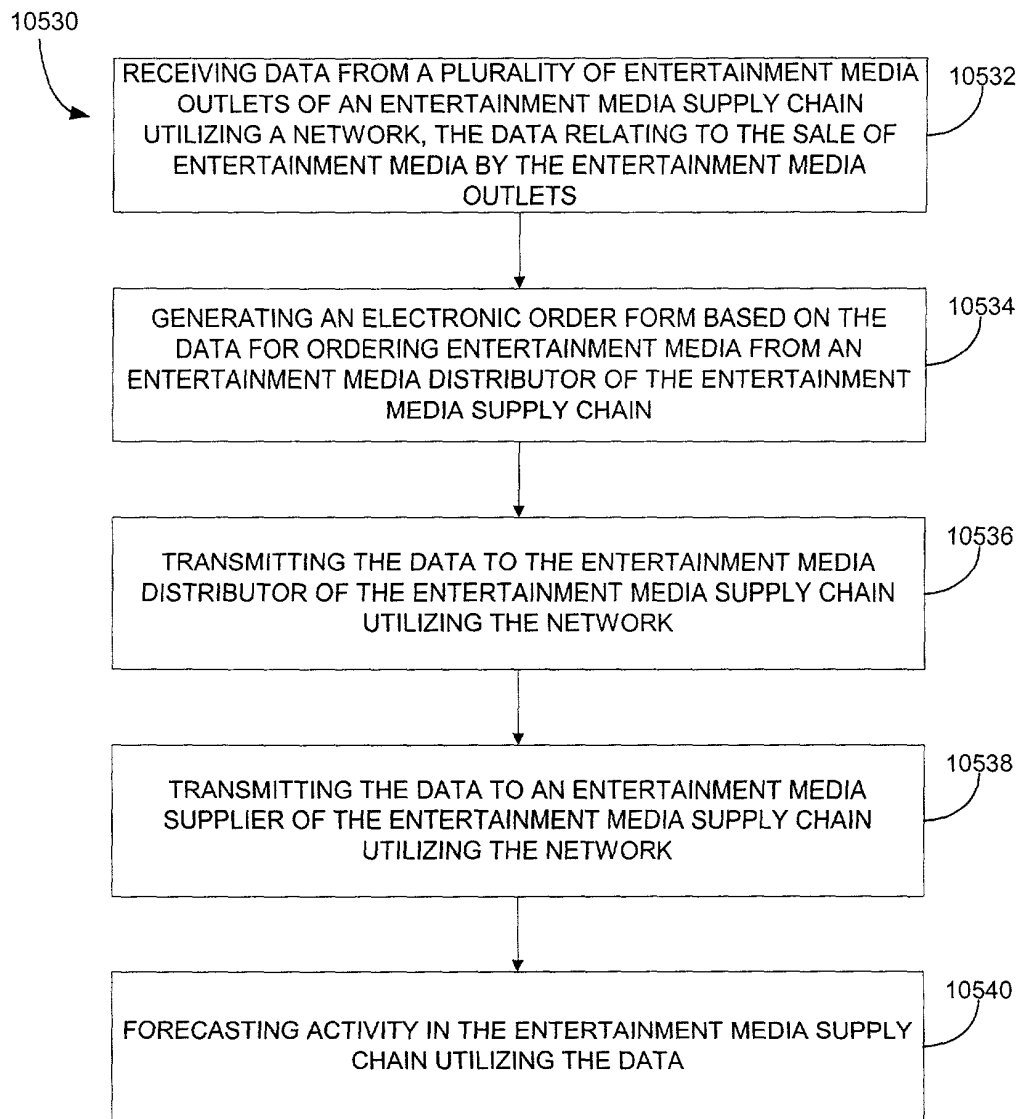 10530
RECEIVING DATA FROM A PLURALITY OF ENTERTAINMENT MEDIA
OUTLETS OF AN ENTERTAINMENT MEDIA SUPPLY CHAIN
UTILIZING A NETWORK, THE DATA RELATING TO THE SALE OF
ENTERTAINMENT MEDIA BY THE ENTERTAINMENT MEDIA
OUTLETS
10532
GENERATING AN ELECTRONIC ORDER FORM BASED ON THE
DATA FOR ORDERING ENTERTAINMENT MEDIA FROM AN
ENTERTAINMENT MEDIA DISTRIBUTOR OF THE ENTERTAINMENT
MEDIA SUPPLY CHAIN
10534
TRANSMITTING THE DATA TO THE ENTERTAINMENT MEDIA
DISTRIBUTOR OF THE ENTERTAINMENT MEDIA SUPPLY CHAIN
UTILIZING THE NETWORK
10536
TRANSMITTING THE DATA TO AN ENTERTAINMENT MEDIA
SUPPLIER OF THE ENTERTAINMENT MEDIA SUPPLY CHAIN
UTILIZING THE NETWORK
10538
FORECASTING ACTIVITY IN THE ENTERTAINMENT MEDIA SUPPLY
CHAIN UTILIZING THE DATA
10540